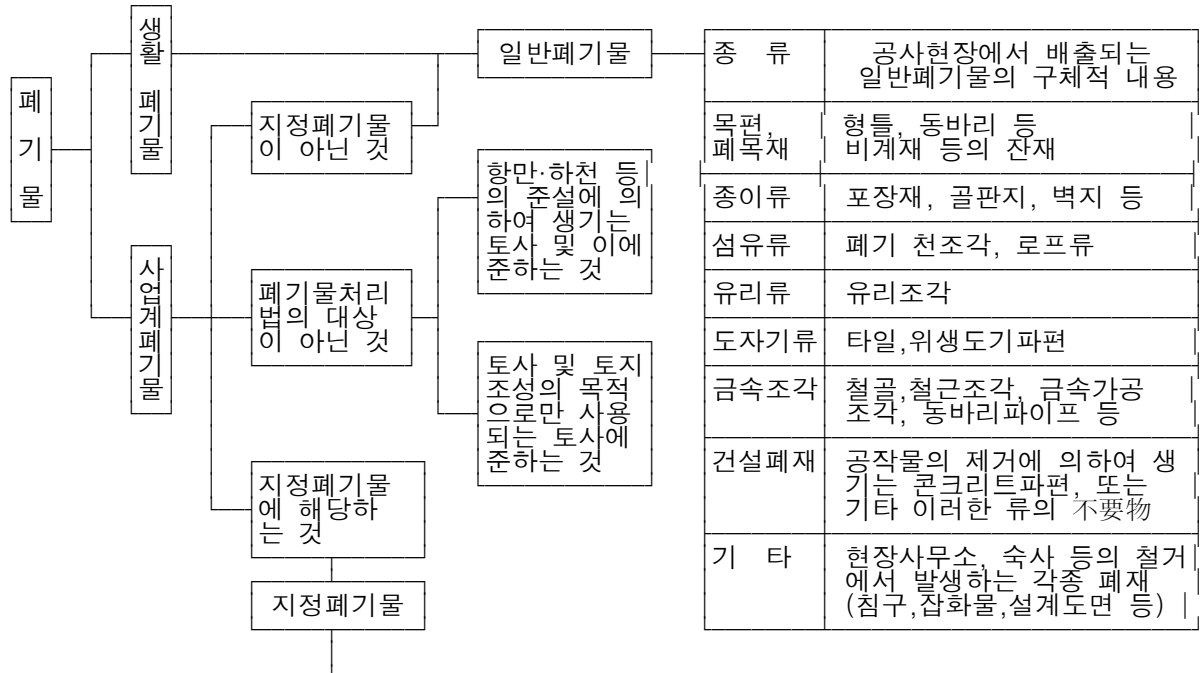 폐기물
생활 폐기물
사업계폐기물
지정폐기물
이 아닌 것
폐기물처리
법의 대상
이 아닌 것
지정폐기물
에 해당하
는 것
지정폐기물
일반폐기물
항만·하천 등
의 준설에 의
하여 생기는
토사 및 이에
준하는 것
토사 및 토지
조성의 목적
으로만 사용
되는 토사에
준하는 것
종 류 공사현장에서 배출되는
일반폐기물의 구체적 내용
목편, 형틀, 동바리 등
폐목재 비계재 등의 잔재
종이류 포장재, 골판지, 벽지 등
섬유류 폐기 천조각, 로프류
유리류 유리조각
도자기류 타일,위생도기파편
금속조각 철골,철근조각, 금속가공
조각, 동바리파이프 등
건설폐재 공작물의 제거에 의하여 생
기는 콘크리트파편, 또는
기타 이러한 류의 不要物
기 타 현장사무소, 숙사 등의 철거
에서 발생하는 각종 폐재
(침구,잡화물,설계도면 등)